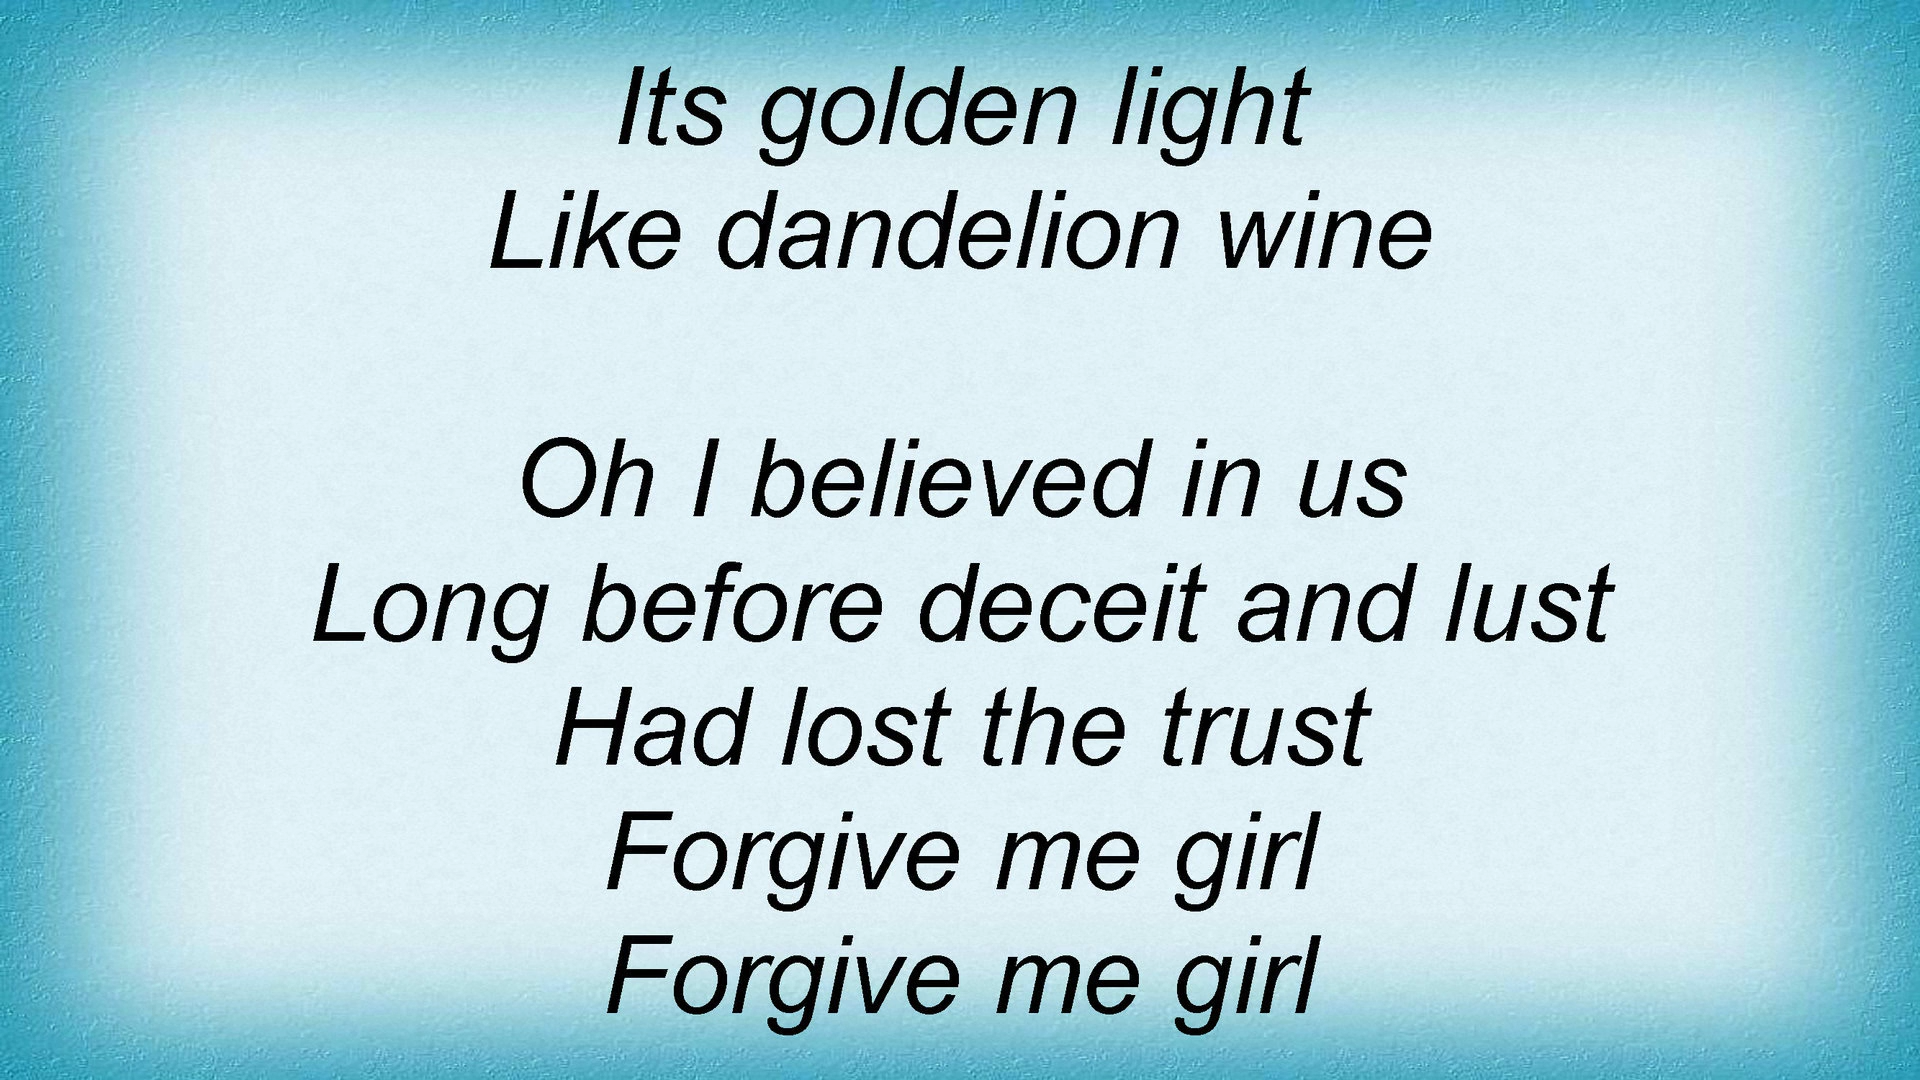 Its golden light
Like dandelion wine
Oh I believed in us
Long before deceit and lust
Had lost the trust
Forgive me girl
Forgive me girl